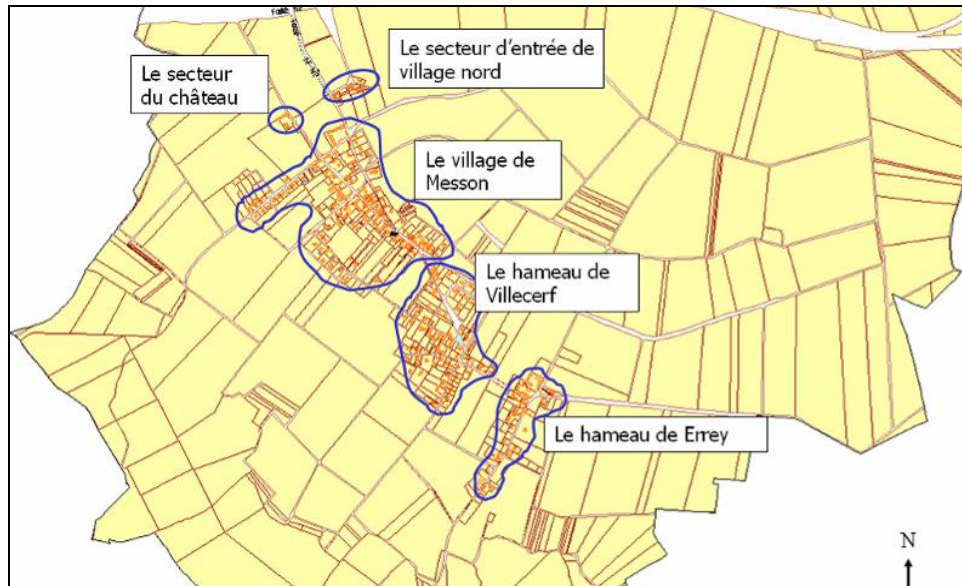 Le secteur d'entrée de
village nord
Le secteur
du château
Le village de
Messon
Le hameau de
Villecerf
Le hameau de Errey
N